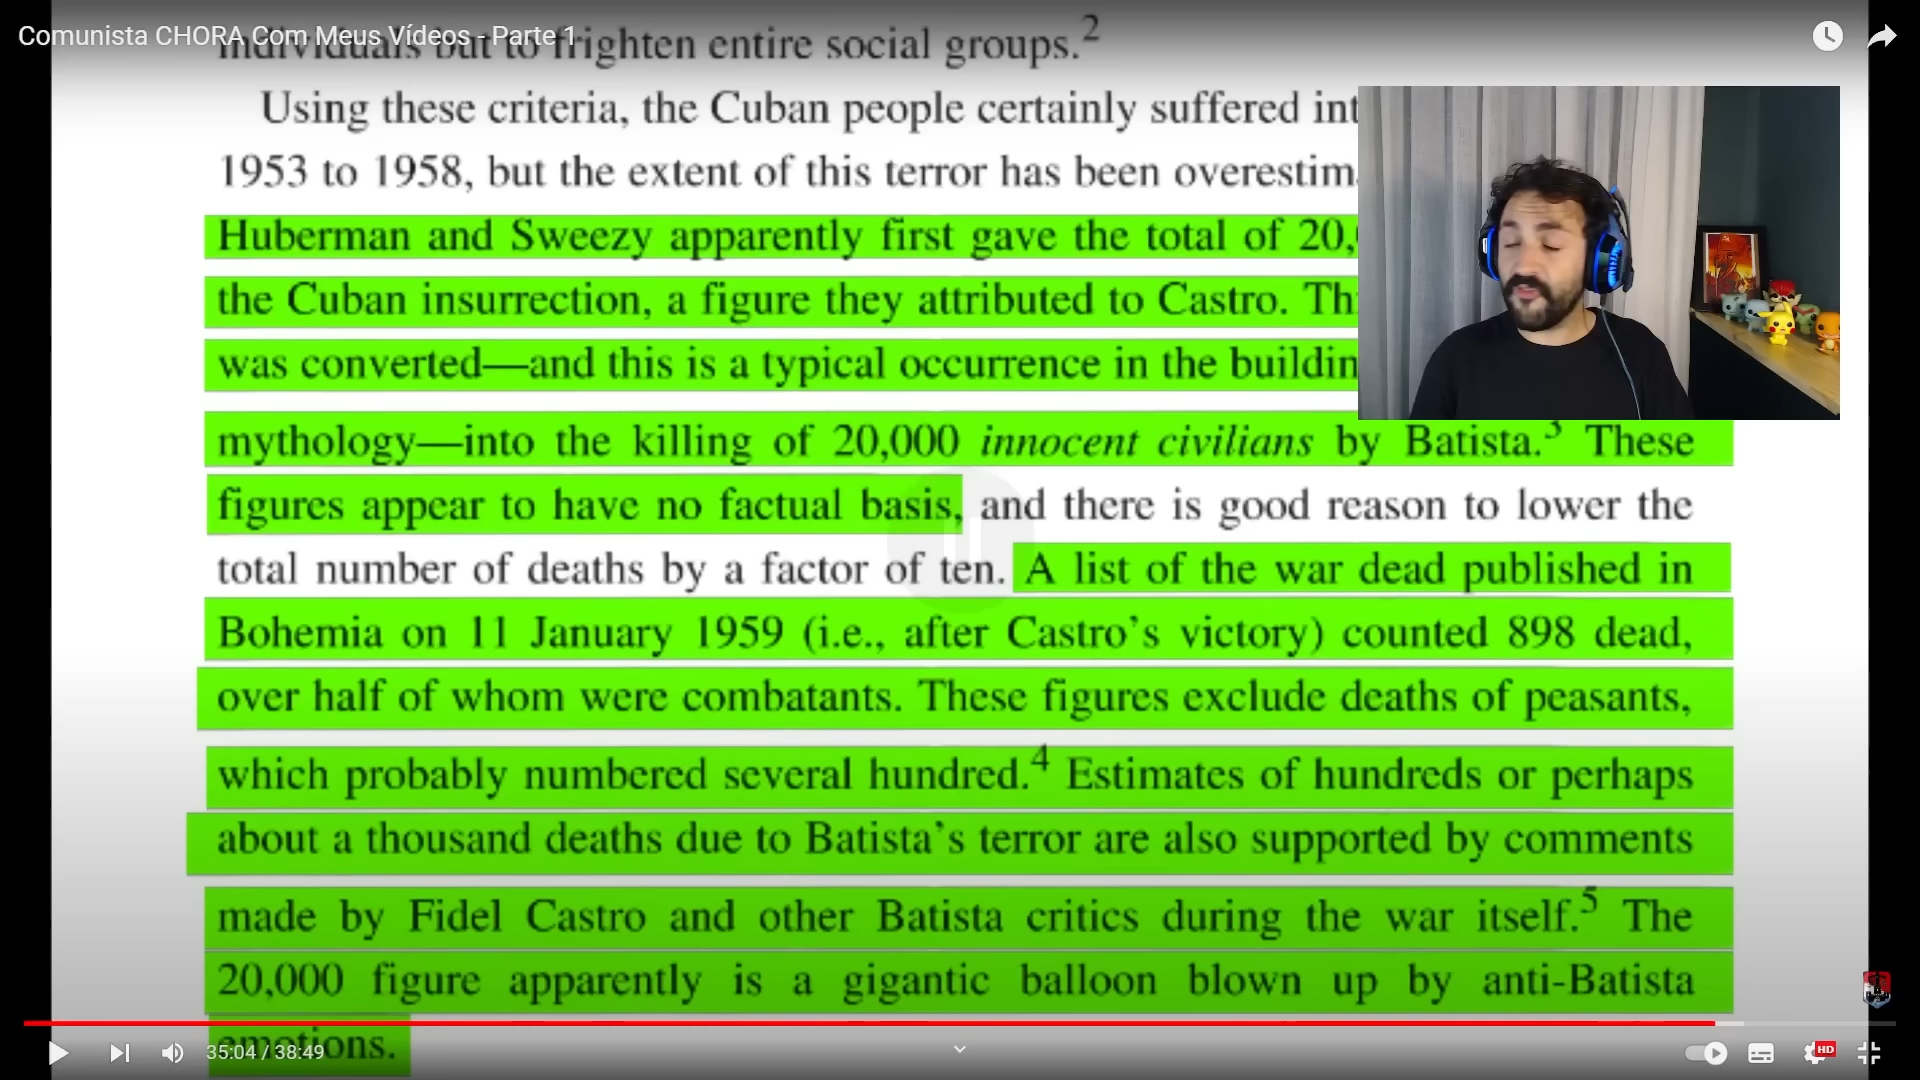 Comunista CHORA Com Meus Vídeos - Parte 1
individuals but to frighten entire social groups.2
Using these criteria, the Cuban people certainly suffered
1953 to 1958, but the extent of this terror has been
Huberman and Sweezy apparently first gave the total of 20,
the Cuban insurrection, a figure they attributed to Castro.
was converted—and this is a typical occurrence in the
mythology—into the killing of 20,000 innocent civilians by Batista.3 These
figures appear to have no factual basis, and there is good reason to lower the
total number of deaths by a factor of ten. A list of the war dead published in
Bohemia on 11 January 1959 (i.e., after Castro's victory) counted 898 dead,
over half of whom were combatants. These figures exclude deaths of peasants,
which probably numbered several hundred.4 Estimates of hundreds or perhaps
about a thousand deaths due to Batista's terror are also supported by comments
made by Fidel Castro and other Batista critics during the war itself.5 The
20,000 figure apparently is a gigantic balloon blown up by anti-Batista
emotions.
35:04 / 38:49
HD